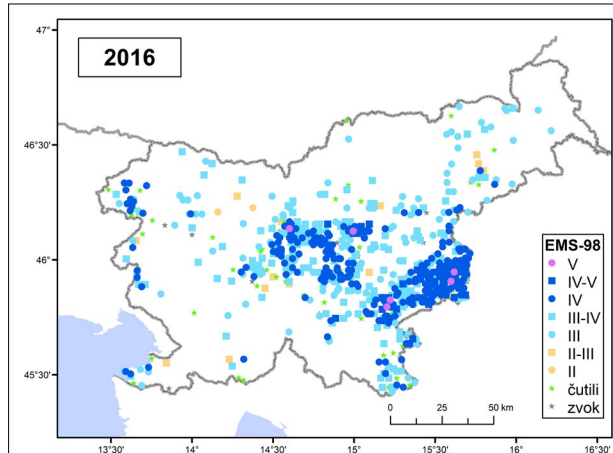 47°
2016
46°30'
EMS-98
V
IV-V
IV
III-IV
III
II-III
II
čutili
zvok
46°
45°30'
0 25 50 km
13°30' 14° 14°30' 15° 15°30' 16° 16°30'